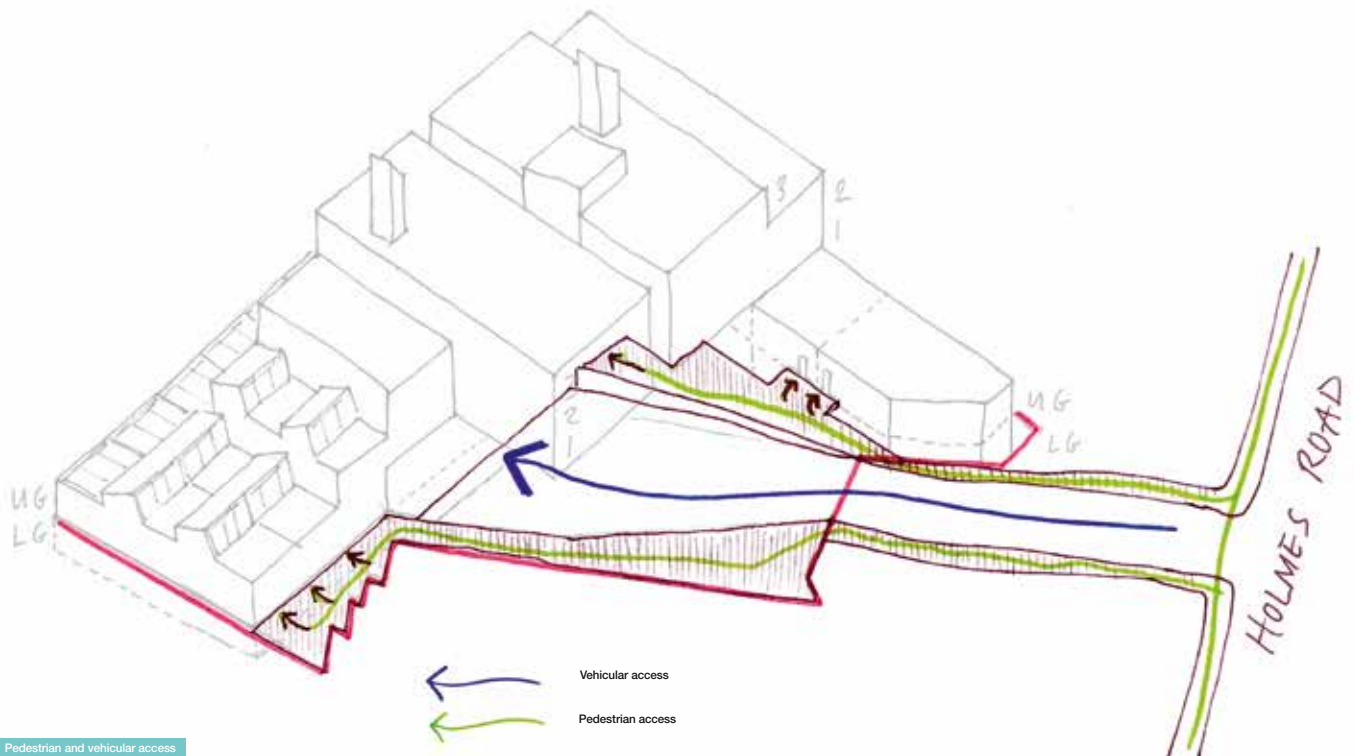 3
2
1
2
1
UG
LG
UG
LG
HOLMES ROAD
Vehicular access
Pedestrian access
Pedestrian and vehicular access